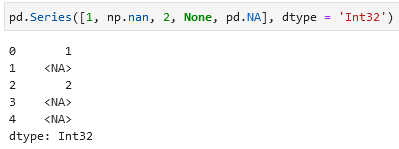 pd.Series([1, np.nan, 2, None, pd.NA], dtype = 'Int32')
0       1
1    <NA>
2       2
3    <NA>
4    <NA>
dtype: Int32